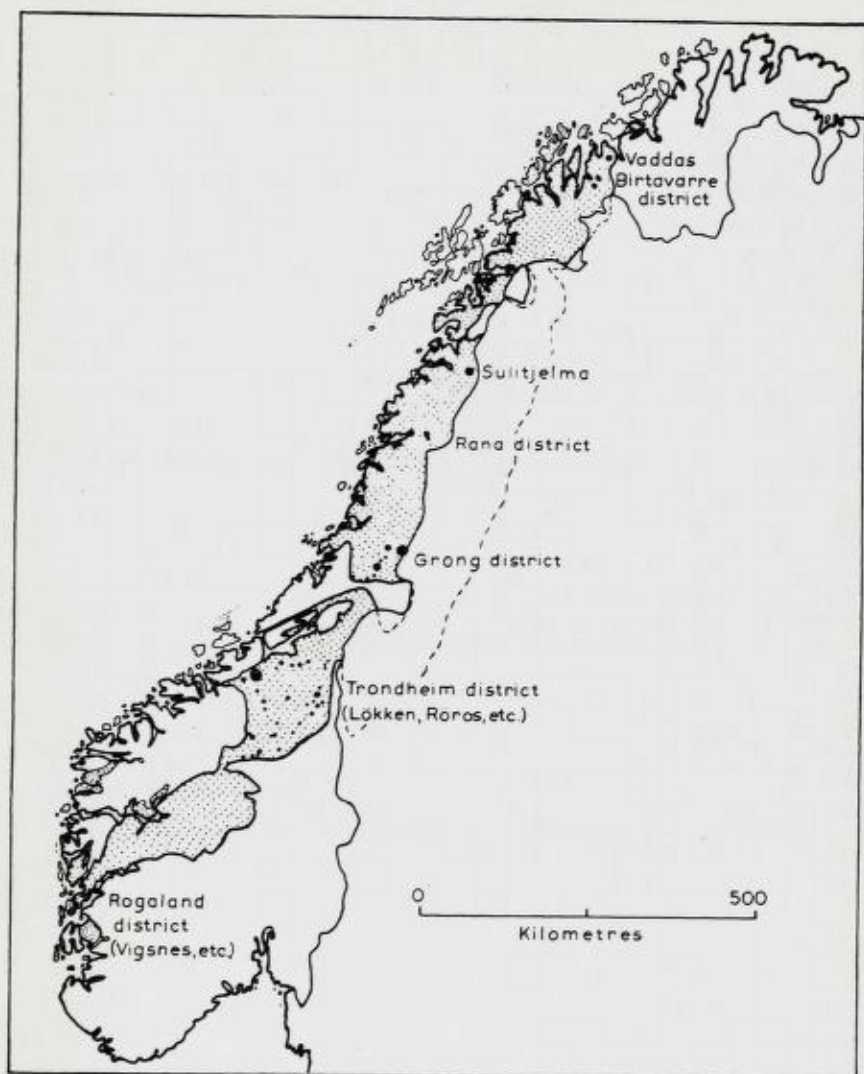 Vaddas
Birtavarre
district
Sulitjelma
Rana district
Grong district
Trondheim district
(Lökken, Roros, etc.)
Rogaland
district
(Vigsnes, etc.)
0 500
Kilometres